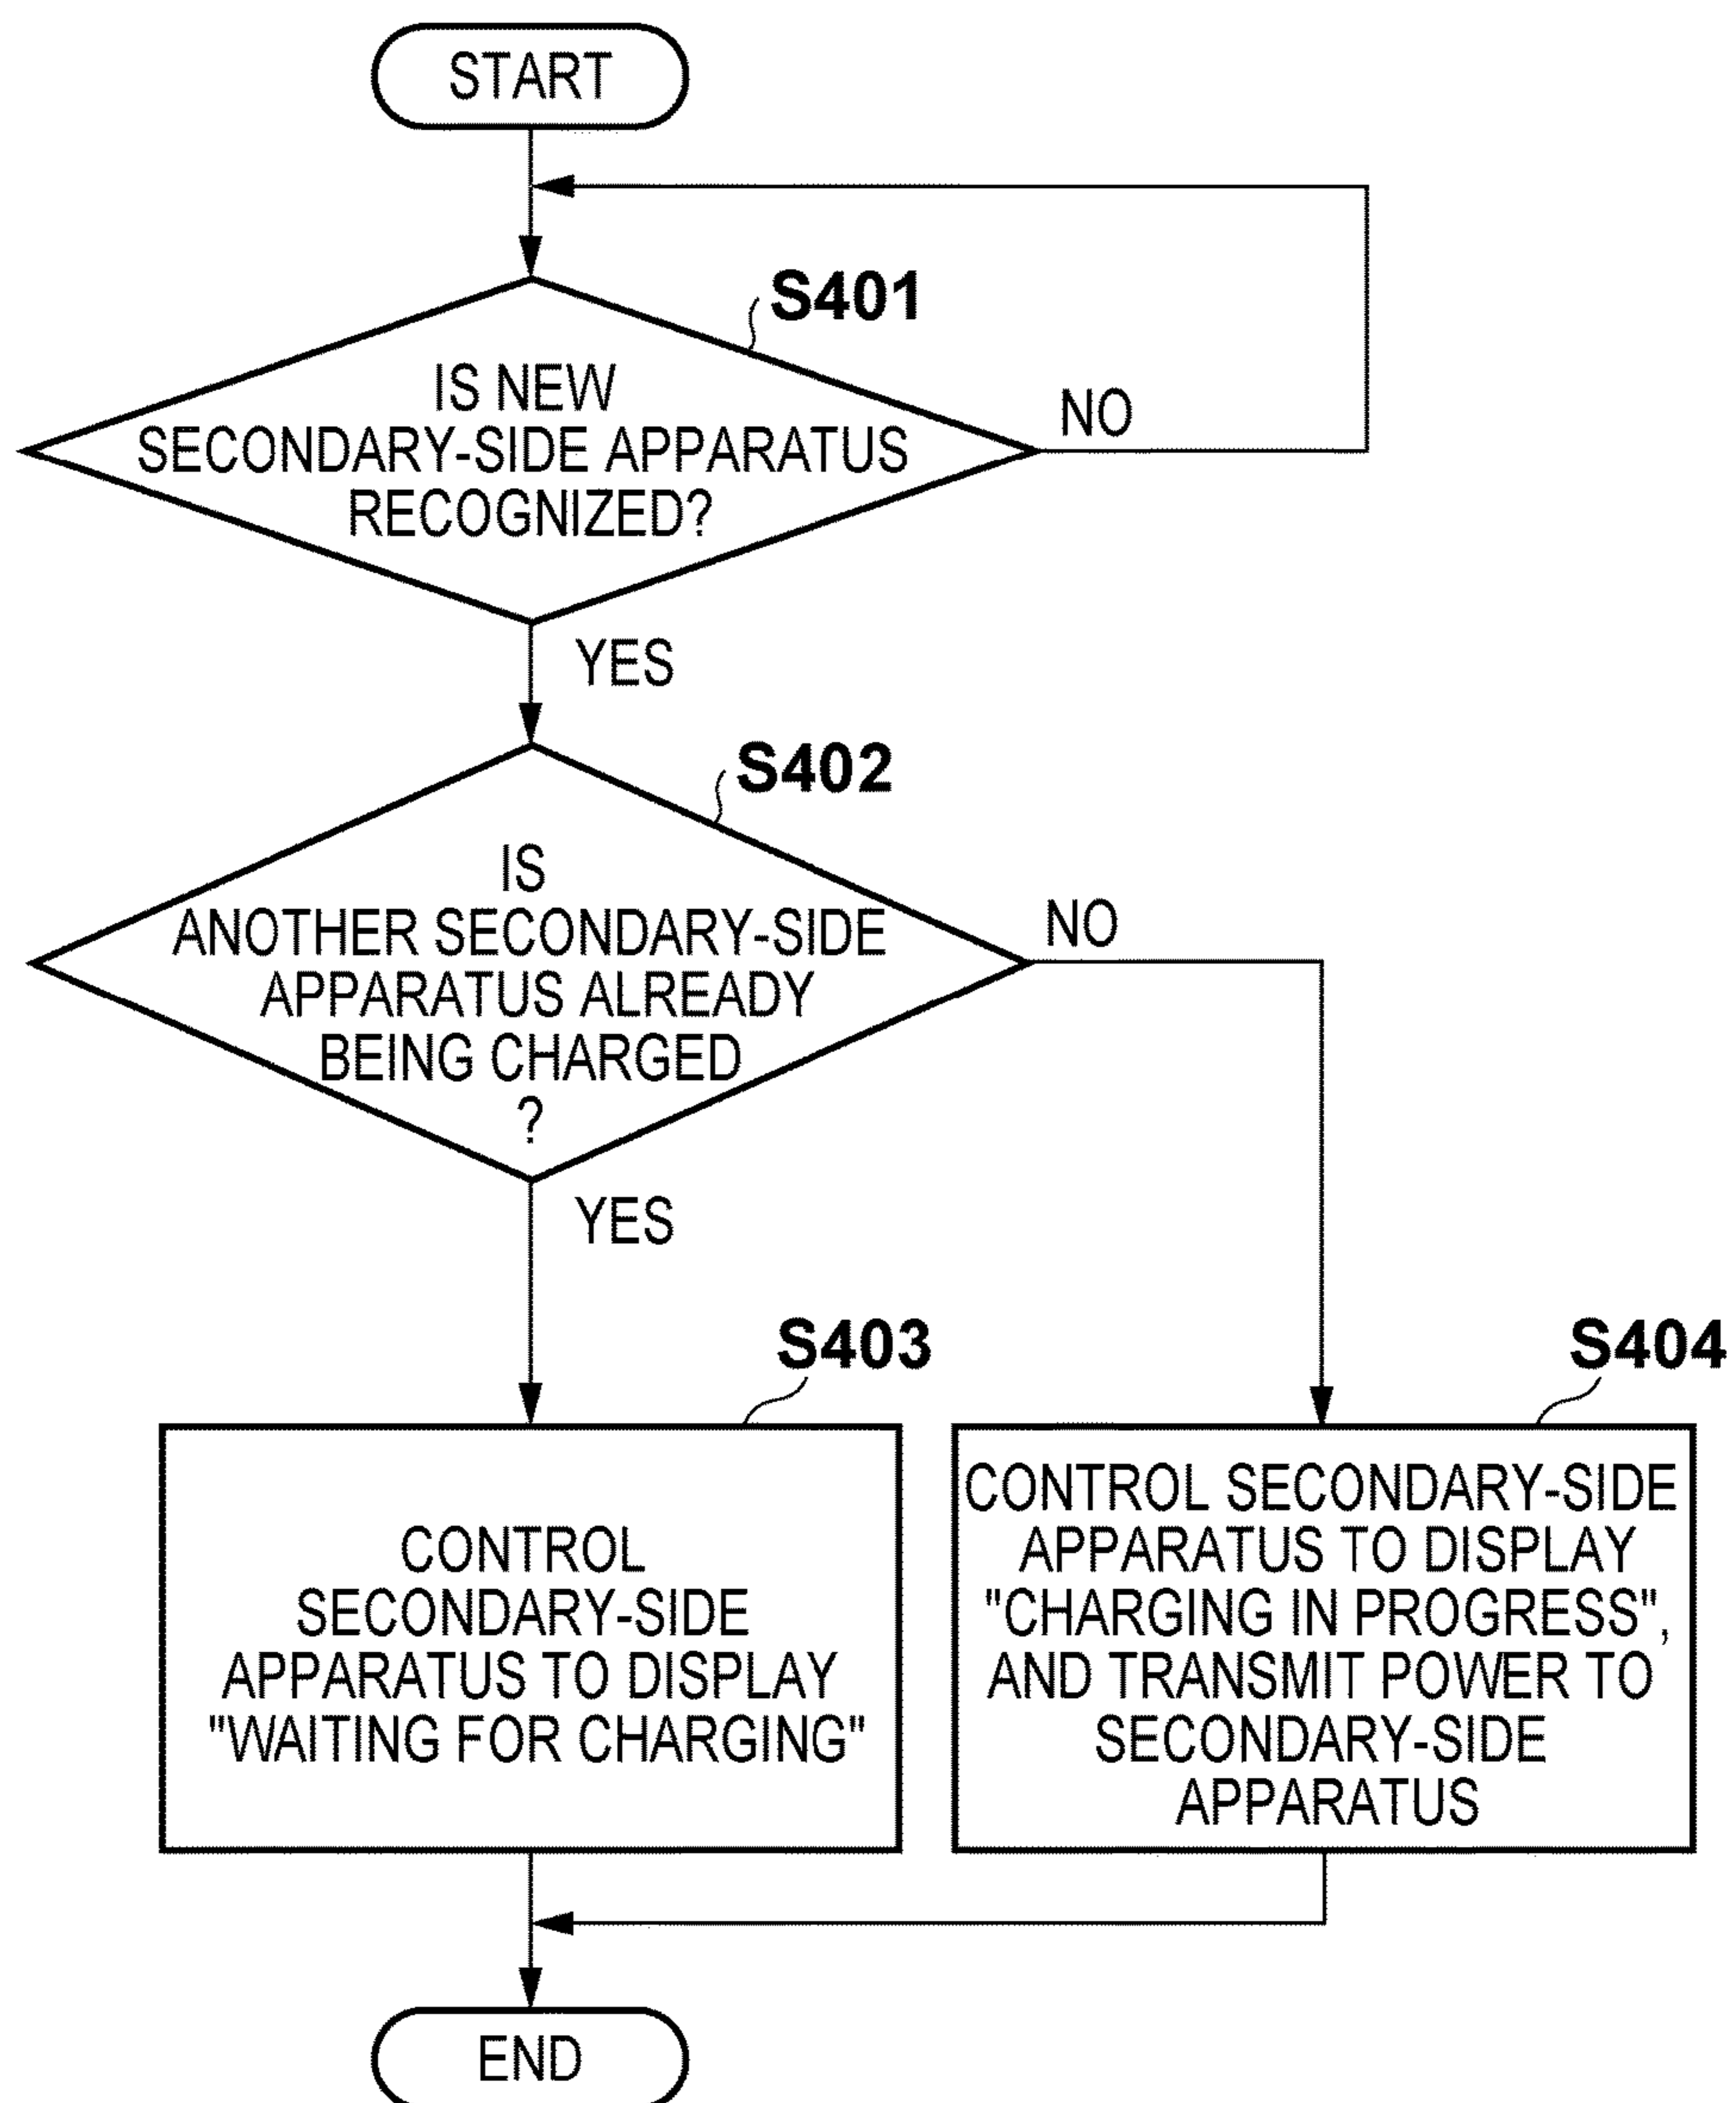 START
S401
IS NEW
SECONDARY-SIDE APPARATUS
RECOGNIZED?
NO
YES
S402
IS
ANOTHER SECONDARY-SIDE
APPARATUS ALREADY
BEING CHARGED
?
NO
YES
S403
CONTROL
SECONDARY-SIDE
APPARATUS TO DISPLAY
"WAITING FOR CHARGING"
S404
CONTROL SECONDARY-SIDE
APPARATUS TO DISPLAY
"CHARGING IN PROGRESS",
AND TRANSMIT POWER TO
SECONDARY-SIDE
APPARATUS
END